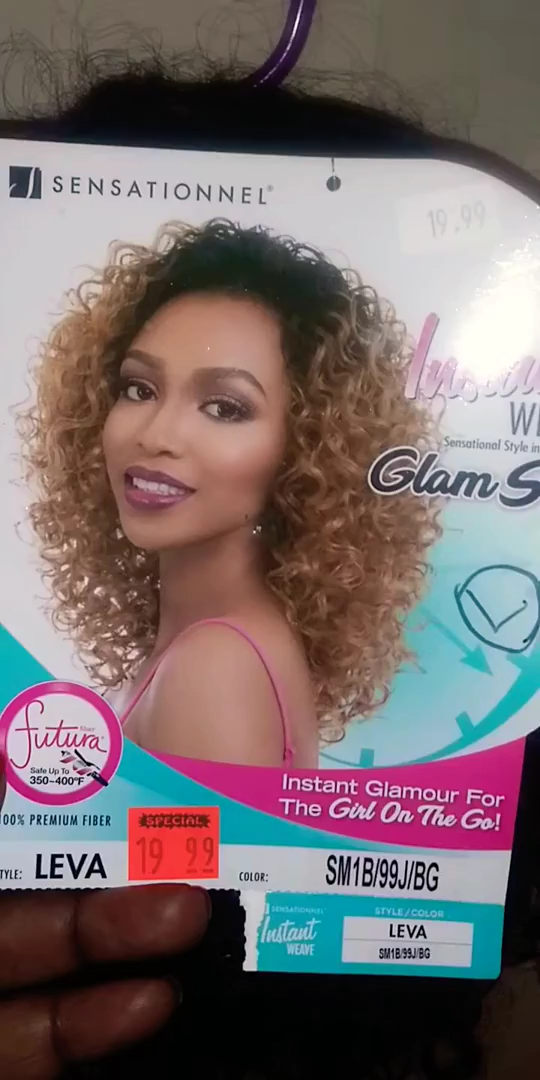 SENSATIONNEL®
19.99
Sensational Style in
Glam S
futura
fiber
Safe Up To
350~400°F
Instant Glamour For
The Girl On The Go!
100% PREMIUM FIBER
SPECIAL
19 99
STYLE: LEVA
COLOR: SM1B/99J/BG
SENSATIONNEL
Instant
WEAVE
STYLE/COLOR
LEVA
SM1B/99J/BG